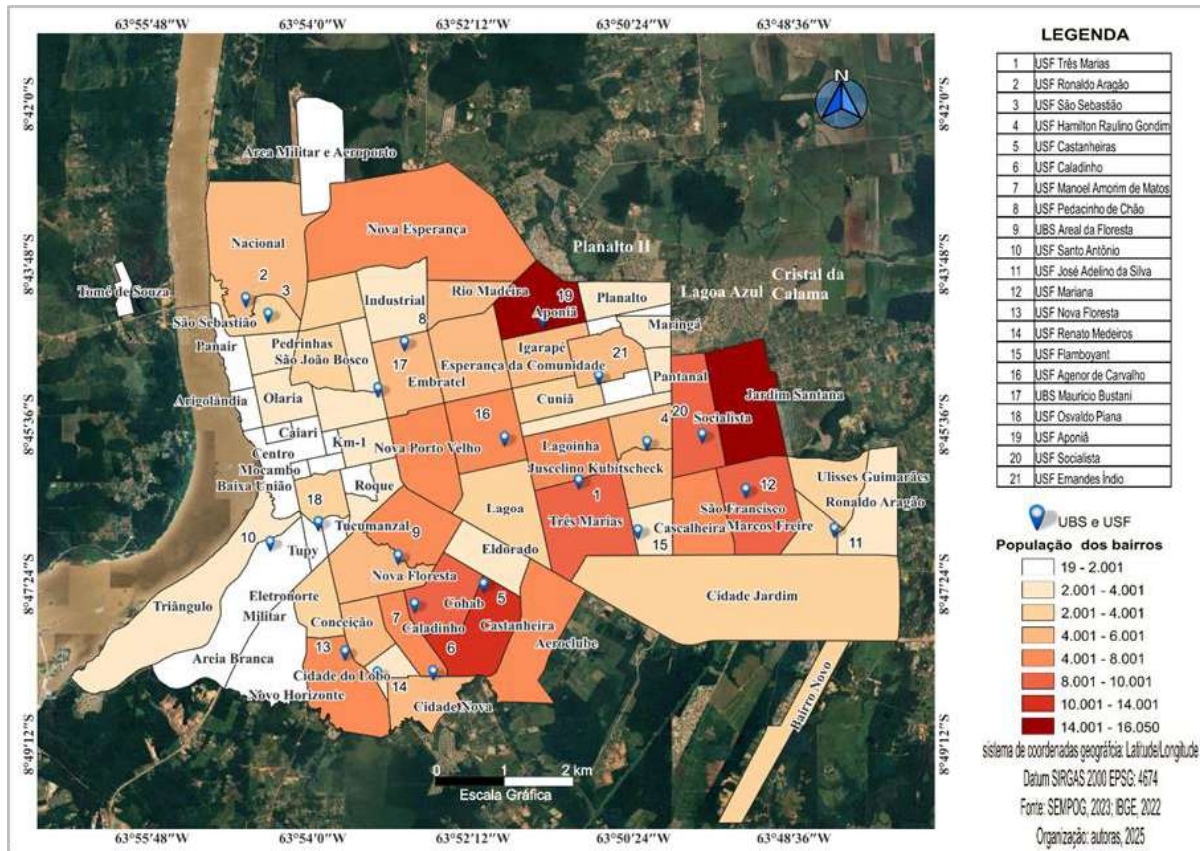 63°55'48"W 63°54'0"W 63°52'12"W 63°50'24"W 63°48'36"W
8°42'0"S
8°43'48"S
8°45'36"S
8°47'24"S
8°49'12"S
8°42'0"S
8°43'48"S
8°45'36"S
8°47'24"S
8°49'12"S
63°55'48"W 63°54'0"W 63°52'12"W 63°50'24"W 63°48'36"W
N
Área Militar e Aeroporto
Nacional
Nova Esperança
Planalto II
Cristal da
Calama
Tomé de Souza
2
3
Industrial
Rio Madeira
19
Aponiã
Planalto
Lagoa Azul
São Sebastião
8
Maringá
Panair
Pedrinhas
São João Bosco
17
Igarapé
21
Esperança da Comunidade
Embratel
Pantanal
Arigolândia
Olaria
Cuniã
Jardim Santana
16
4
20
Socialista
Caiari
Km-1
Nova Porto Velho
Lagoinha
Centro
Mocambo
Juscelino Kubitscheck
Baixa União
Roque
1
12
Ulisses Guimarães
18
Lagoa
São Francisco
Ronaldo Aragão
Tucumanzal
Três Marias
Marcos Freire
9
Cascalheira
10
Tupy
Eldorado
15
11
Nova Floresta
Triângulo
Eletronorte
Cohab
5
Cidade Jardim
Militar
Conceição
7
Caladinho
Castanheira
13
6
Aeroclube
Areia Branca
Cidade do Lobo
Novo Horizonte
14
Cidade Nova
Bairro Novo
0 2 km
Escala Gráfica
LEGENDA
1 USF Três Marias
2 USF Ronaldo Aragão
3 USF São Sebastião
4 USF Hamilton Raulino Gondim
5 USF Castanheiras
6 USF Caladinho
7 USF Manoel Amorim de Matos
8 USF Pedacinho de Chão
9 UBS Areal da Floresta
10 USF Santo Antônio
11 USF José Adelino da Silva
12 USF Mariana
13 USF Nova Floresta
14 USF Renato Medeiros
15 USF Flamboyant
16 USF Agenor de Carvalho
17 UBS Maurício Bustani
18 USF Osvaldo Piana
19 USF Aponiã
20 USF Socialista
21 USF Ernandes Índio
UBS e USF
População dos bairros
19 - 2.001
2.001 - 4.001
2.001 - 4.001
4.001 - 6.001
4.001 - 8.001
8.001 - 10.001
10.001 - 14.001
14.001 - 16.050
sistema de coordenadas geográfcia: Latitude/Longitude
Datum SIRGAS 2000 EPSG: 4674
Fonte: SEMPOG, 2023; IBGE, 2022
Organização: autoras, 2025